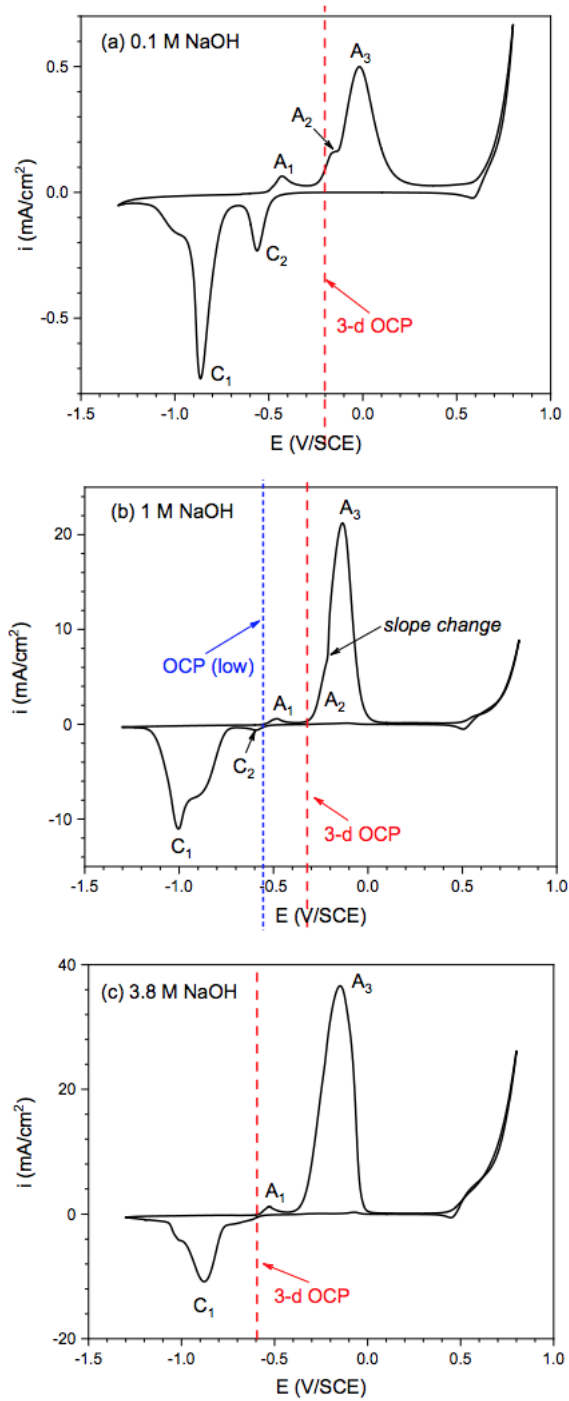 (a) 0.1 M NaOH
A₃
A₂
A₁
C₂
3-d OCP
C₁
i (mA/cm²)
0.5
0.0
-0.5
-1.5 -1.0 -0.5 0.0 0.5 1.0
E (V/SCE)
(b) 1 M NaOH
A₃
slope change
OCP (low)
A₁
A₂
C₂
3-d OCP
C₁
i (mA/cm²)
20
10
0
-10
-1.5 -1.0 -0.5 0.0 0.5 1.0
E (V/SCE)
(c) 3.8 M NaOH
A₃
A₁
3-d OCP
C₁
i (mA/cm²)
40
20
0
-20
-1.5 -1.0 -0.5 0.0 0.5 1.0
E (V/SCE)